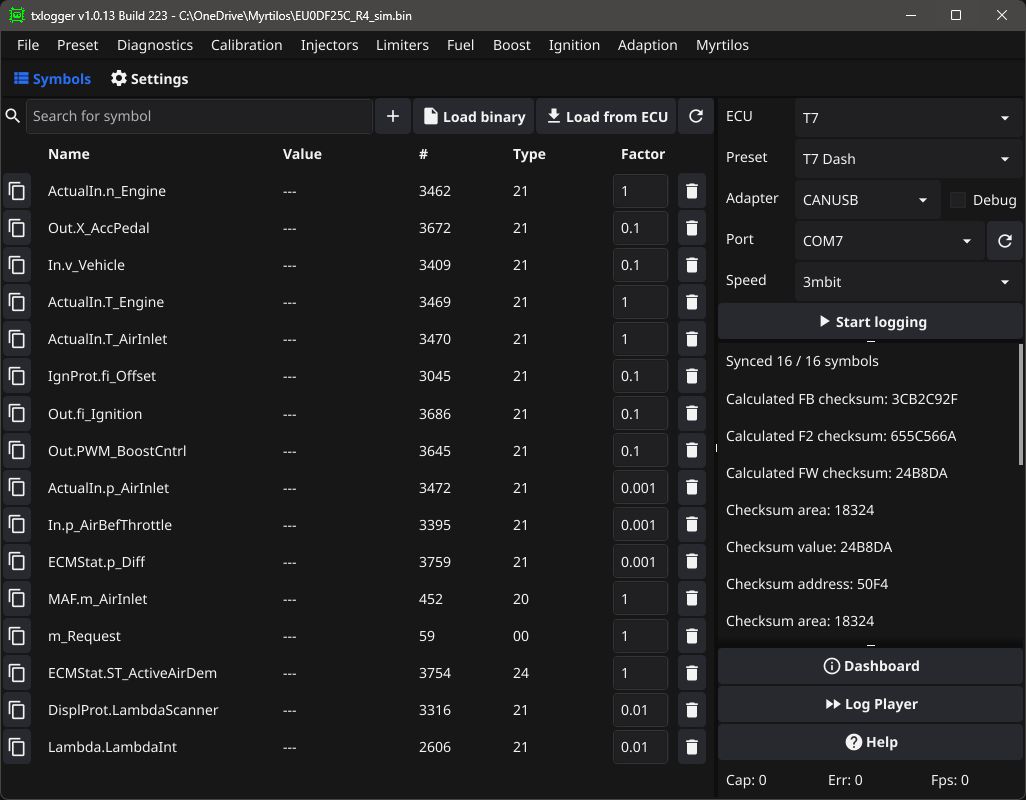 txlogger v1.0.13 Build 223 - C:\OneDrive\Myrtilos\EU0DF25C_R4_sim.bin
File Preset Diagnostics Calibration Injectors Limiters Fuel Boost Ignition Adaption Myrtilos
Symbols Settings
Search for symbol + Load binary Load from ECU
Name Value # Type Factor
ActualIn.n_Engine --- 3462 21 1
Out.X_AccPedal --- 3672 21 0.1
In.v_Vehicle --- 3409 21 0.1
ActualIn.T_Engine --- 3469 21 1
ActualIn.T_AirInlet --- 3470 21 1
IgnProt.fi_Offset --- 3045 21 0.1
Out.fi_Ignition --- 3686 21 0.1
Out.PWM_BoostCntrl --- 3645 21 0.1
ActualIn.p_AirInlet --- 3472 21 0.001
In.p_AirBefThrottle --- 3395 21 0.001
ECMStat.p_Diff --- 3759 21 0.001
MAF.m_AirInlet --- 452 20 1
m_Request --- 59 00 1
ECMStat.ST_ActiveAirDem --- 3754 24 1
DisplProt.LambdaScanner --- 3316 21 0.01
Lambda.LambdaInt --- 2606 21 0.01
ECU T7
Preset T7 Dash
Adapter CANUSB Debug
Port COM7
Speed 3mbit
Start logging
Synced 16 / 16 symbols
Calculated FB checksum: 3CB2C92F
Calculated F2 checksum: 655C566A
Calculated FW checksum: 24B8DA
Checksum area: 18324
Checksum value: 24B8DA
Checksum address: 50F4
Checksum area: 18324
Dashboard
Log Player
Help
Cap: 0 Err: 0 Fps: 0